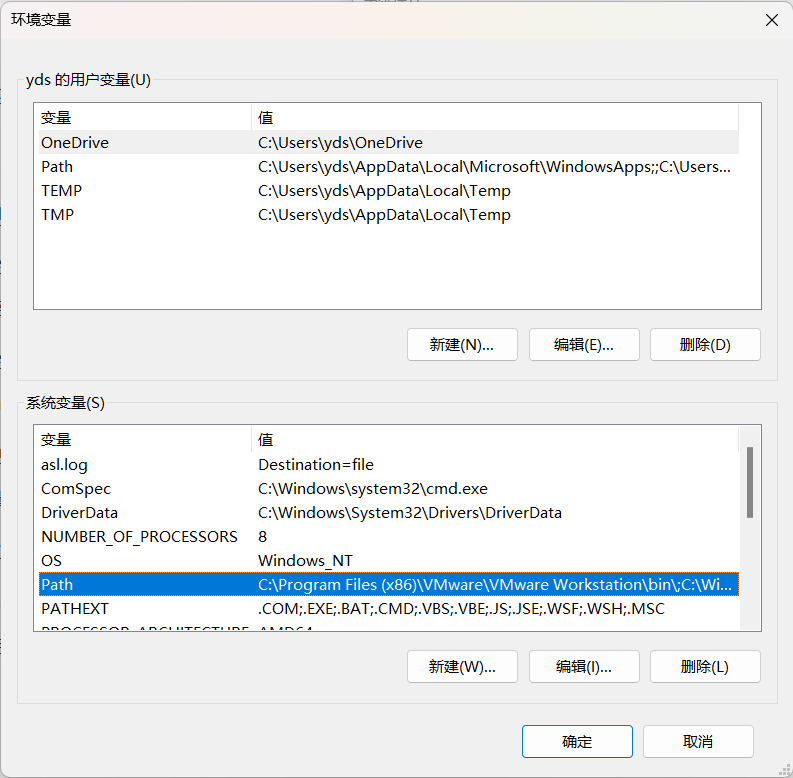 环境变量
yds 的用户变量(U)
变量 值
OneDrive C:\Users\yds\OneDrive
Path C:\Users\yds\AppData\Local\Microsoft\WindowsApps;;C:\Users...
TEMP C:\Users\yds\AppData\Local\Temp
TMP C:\Users\yds\AppData\Local\Temp
新建(N)... 编辑(E)... 删除(D)
系统变量(S)
变量 值
asl.log Destination=file
ComSpec C:\Windows\system32\cmd.exe
DriverData C:\Windows\System32\Drivers\DriverData
NUMBER_OF_PROCESSORS 8
OS Windows_NT
Path C:\Program Files (x86)\VMware\VMware Workstation\bin\;C:\Wi...
PATHEXT .COM;.EXE;.BAT;.CMD;.VBS;.VBE;.JS;.JSE;.WSF;.WSH;.MSC
PROCESSOR_ARCHITECTURE AMD64
新建(W)... 编辑(I)... 删除(L)
确定 取消